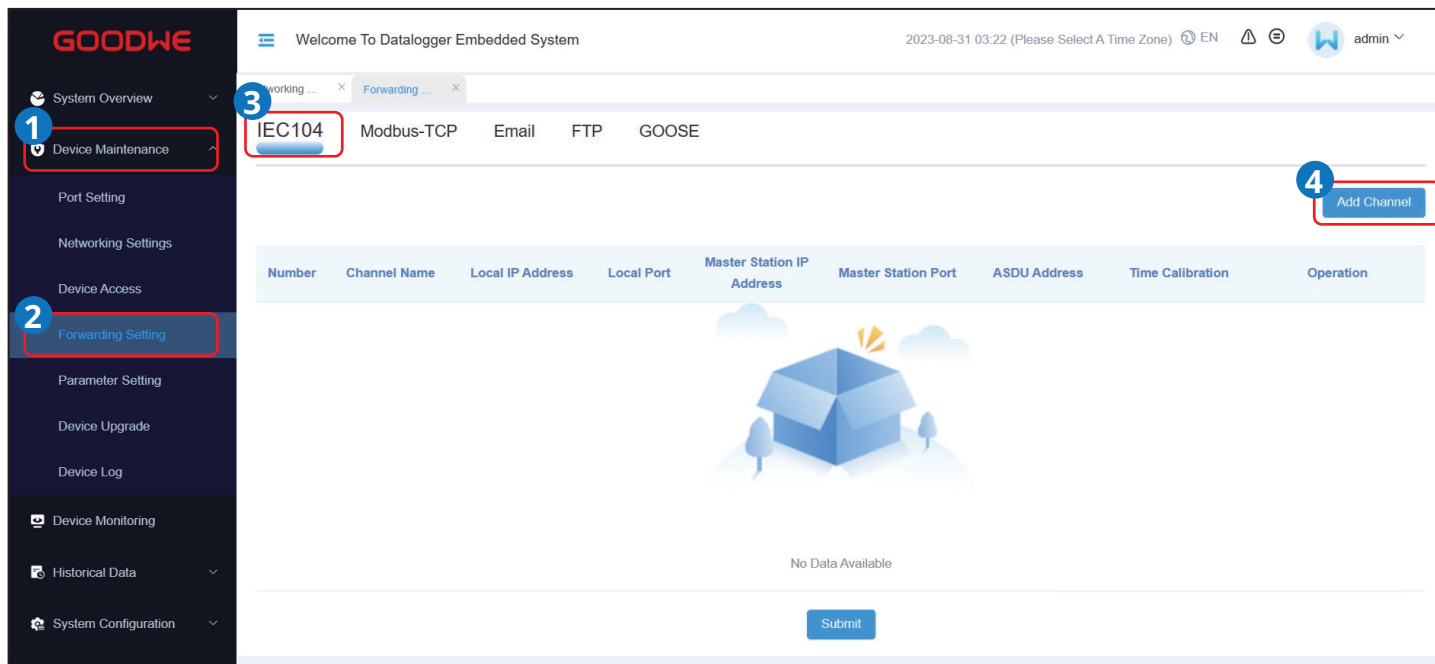 GOODWE
Welcome To Datalogger Embedded System
2023-08-31 03:22 (Please Select A Time Zone) EN
admin
System Overview
1
Device Maintenance
Port Setting
Networking Settings
Device Access
2
Forwarding Setting
Parameter Setting
Device Upgrade
Device Log
Device Monitoring
Historical Data
System Configuration
working ... ×
Forwarding ... ×
3
IEC104 Modbus-TCP Email FTP GOOSE
4
Add Channel
Number Channel Name Local IP Address Local Port Master Station IP Address Master Station Port ASDU Address Time Calibration Operation
No Data Available
Submit